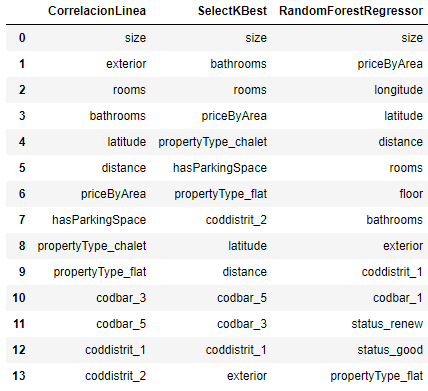 CorrelacionLinea SelectKBest RandomForestRegressor
0 size size size
1 exterior bathrooms priceByArea
2 rooms rooms longitude
3 bathrooms priceByArea latitude
4 latitude propertyType_chalet distance
5 distance hasParkingSpace rooms
6 priceByArea propertyType_flat floor
7 hasParkingSpace coddistrit_2 bathrooms
8 propertyType_chalet latitude exterior
9 propertyType_flat distance coddistrit_1
10 codbar_3 codbar_5 codbar_1
11 codbar_5 codbar_3 status_renew
12 coddistrit_1 coddistrit_1 status_good
13 coddistrit_2 exterior propertyType_flat